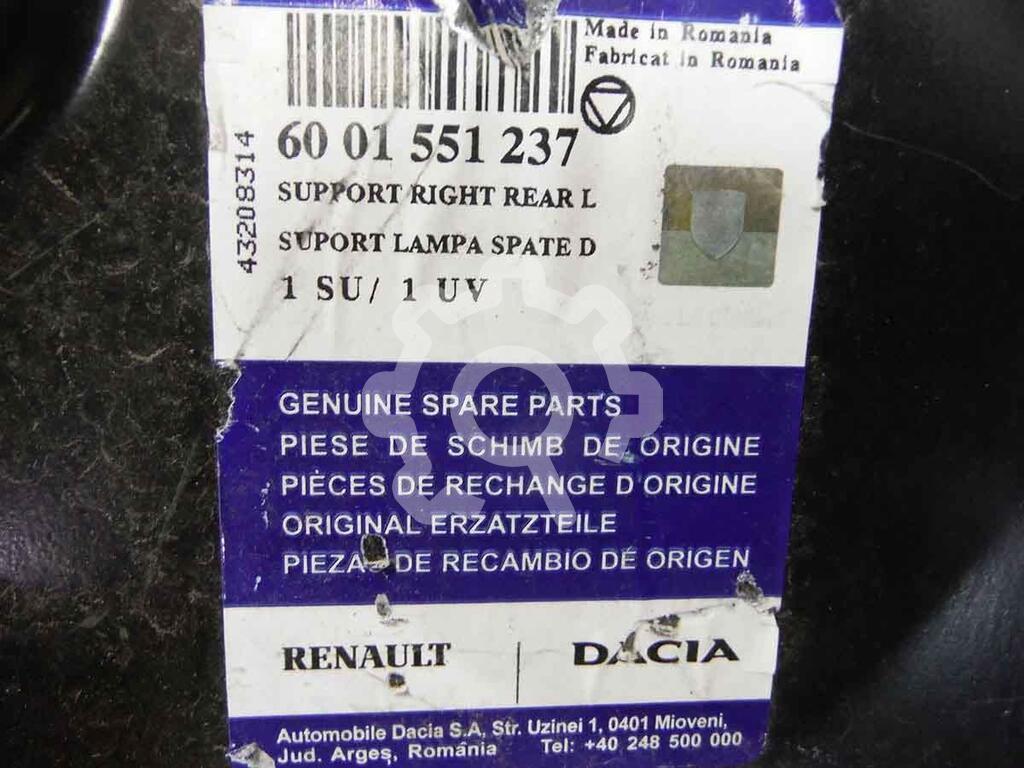 Made in Romania
Fabricat in Romania
60 01 551 237
43208314
SUPPORT RIGHT REAR L
SUPORT LAMPA SPATE D
1 SU/ 1 UV
GENUINE SPARE PARTS
PIESE DE SCHIMB DE ORIGINE
PIÈCES DE RECHANGE D'ORIGINE
ORIGINAL ERZATZTEILE
PIEZAS DE RECAMBIO DE ORIGEN
RENAULT | DACIA
Automobile Dacia S.A, Str. Uzinei 1, 0401 Mioveni,
Jud. Argeş, România Tel: +40 248 500 000